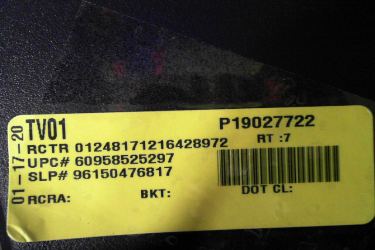 01-17-20
TV01 P19027722
RCTR 01248171216428972 RT :7
UPC# 60958525297
SLP# 96150476817
RCRA: BKT: DOT CL: